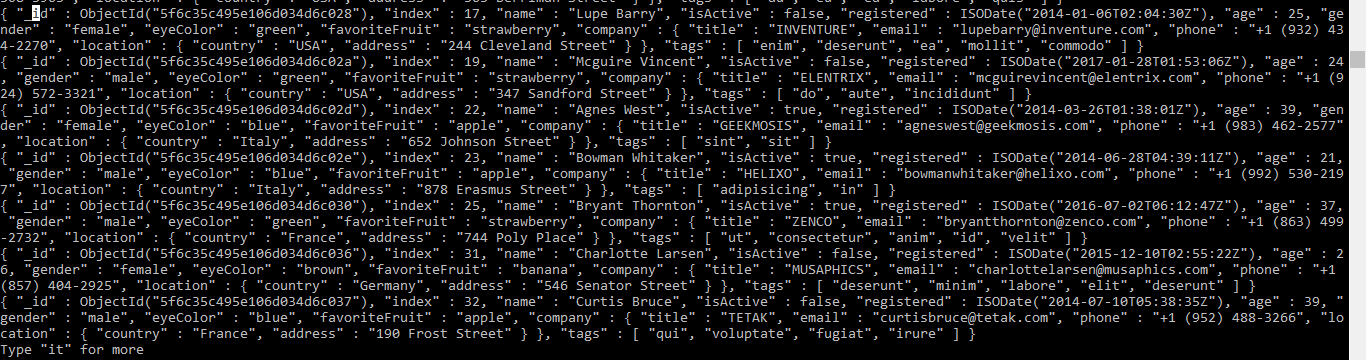 { "_id" : ObjectId("5f6c35c495e106d034d6c028"), "index" : 17, "name" : "Lupe Barry", "isActive" : false, "registered" : ISODate("2014-01-06T02:04:30Z"), "age" : 25, "ge
nder" : "female", "eyeColor" : "green", "favoriteFruit" : "strawberry", "company" : { "title" : "INVENTURE", "email" : "lupebarry@inventure.com", "phone" : "+1 (932) 43
4-2270", "location" : { "country" : "USA", "address" : "244 Cleveland Street" } }, "tags" : [ "enim", "deserunt", "ea", "mollit", "commodo" ] }
{ "_id" : ObjectId("5f6c35c495e106d034d6c02a"), "index" : 19, "name" : "Mcguire Vincent", "isActive" : false, "registered" : ISODate("2017-01-28T01:53:06Z"), "age" : 24
, "gender" : "male", "eyeColor" : "green", "favoriteFruit" : "strawberry", "company" : { "title" : "ELENTRIX", "email" : "mcguirevincent@elentrix.com", "phone" : "+1 (9
24) 572-3321", "location" : { "country" : "USA", "address" : "347 Sandford Street" } }, "tags" : [ "do", "aute", "incididunt" ] }
{ "_id" : ObjectId("5f6c35c495e106d034d6c02d"), "index" : 22, "name" : "Agnes West", "isActive" : true, "registered" : ISODate("2014-03-26T01:38:01Z"), "age" : 39, "gen
der" : "female", "eyeColor" : "blue", "favoriteFruit" : "apple", "company" : { "title" : "GEEKMOSIS", "email" : "agneswest@geekmosis.com", "phone" : "+1 (983) 462-2577"
, "location" : { "country" : "Italy", "address" : "652 Johnson Street" } }, "tags" : [ "sint", "sit" ] }
{ "_id" : ObjectId("5f6c35c495e106d034d6c02e"), "index" : 23, "name" : "Bowman Whitaker", "isActive" : true, "registered" : ISODate("2014-06-28T04:39:11Z"), "age" : 21,
 "gender" : "male", "eyeColor" : "blue", "favoriteFruit" : "apple", "company" : { "title" : "HELIXO", "email" : "bowmanwhitaker@helixo.com", "phone" : "+1 (992) 530-219
7", "location" : { "country" : "Italy", "address" : "878 Erasmus Street" } }, "tags" : [ "adipisicing", "in" ] }
{ "_id" : ObjectId("5f6c35c495e106d034d6c030"), "index" : 25, "name" : "Bryant Thornton", "isActive" : true, "registered" : ISODate("2016-07-02T06:12:47Z"), "age" : 37,
 "gender" : "male", "eyeColor" : "green", "favoriteFruit" : "strawberry", "company" : { "title" : "ZENCO", "email" : "bryantthornton@zenco.com", "phone" : "+1 (863) 499
-2732", "location" : { "country" : "France", "address" : "744 Poly Place" } }, "tags" : [ "ut", "consectetur", "anim", "id", "velit" ] }
{ "_id" : ObjectId("5f6c35c495e106d034d6c036"), "index" : 31, "name" : "Charlotte Larsen", "isActive" : false, "registered" : ISODate("2015-12-10T02:55:22Z"), "age" : 2
6, "gender" : "female", "eyeColor" : "brown", "favoriteFruit" : "banana", "company" : { "title" : "MUSAPHICS", "email" : "charlottelarsen@musaphics.com", "phone" : "+1
(857) 404-2925", "location" : { "country" : "Germany", "address" : "546 Senator Street" } }, "tags" : [ "deserunt", "minim", "labore", "elit", "deserunt" ] }
{ "_id" : ObjectId("5f6c35c495e106d034d6c037"), "index" : 32, "name" : "Curtis Bruce", "isActive" : false, "registered" : ISODate("2014-07-10T05:38:35Z"), "age" : 39, "
gender" : "male", "eyeColor" : "blue", "favoriteFruit" : "apple", "company" : { "title" : "TETAK", "email" : "curtisbruce@tetak.com", "phone" : "+1 (952) 488-3266", "lo
cation" : { "country" : "France", "address" : "190 Frost Street" } }, "tags" : [ "qui", "voluptate", "fugiat", "irure" ] }
Type "it" for more